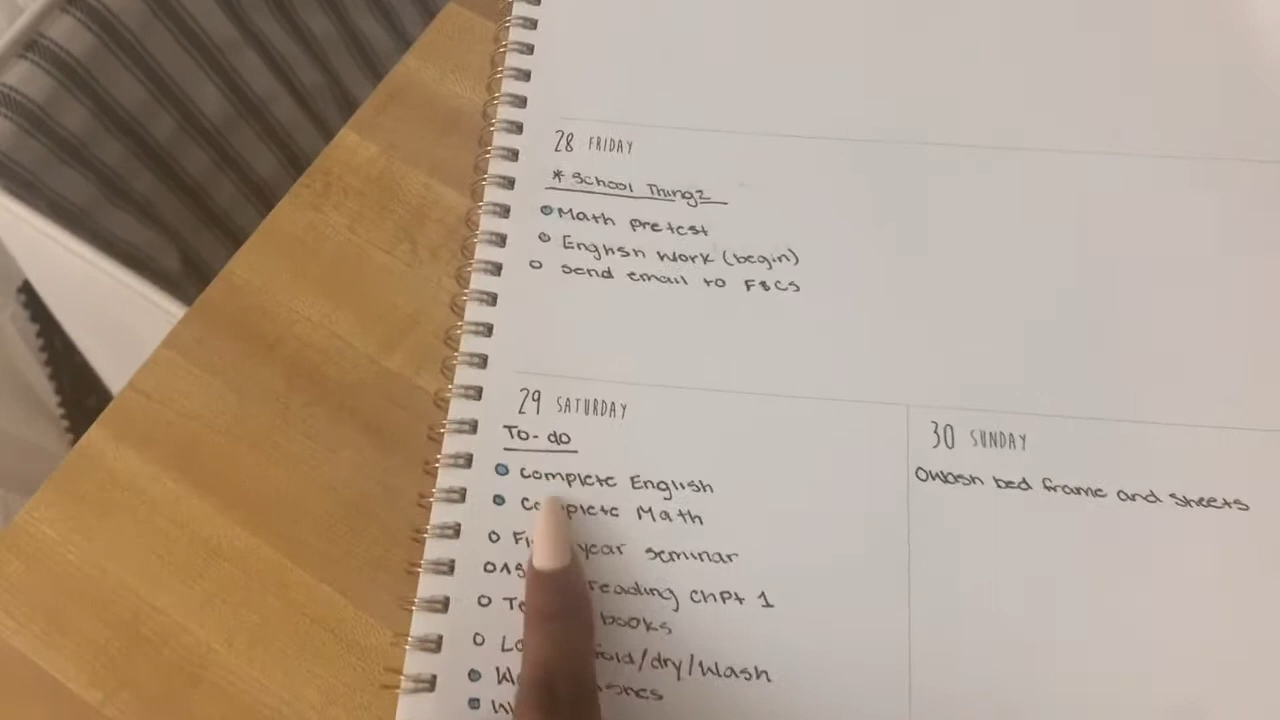 28 FRIDAY
* School Thingz
Math pretest
English work (begin)
send email to FBCS
29 SATURDAY
To-do
Complete English
Complete Math
year seminar
reading chpt 1
books
fold/dry/wash
30 SUNDAY
wash bed frame and sheets